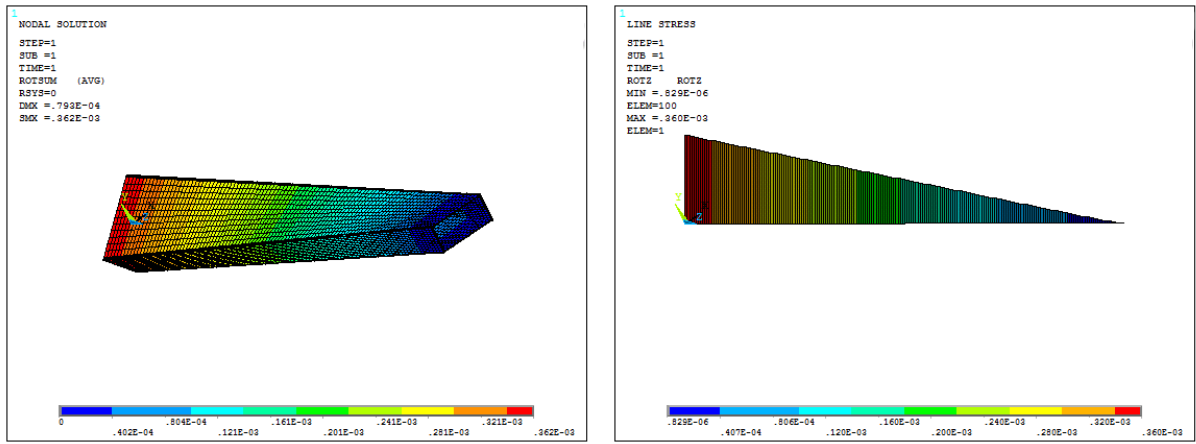 1
NODAL SOLUTION
STEP=1
SUB =1
TIME=1
ROTSUM (AVG)
RSYS=0
DMX =.793E-04
SMX =.362E-03
X
0 .804E-04 .161E-03 .241E-03 .321E-03
.402E-04 .121E-03 .201E-03 .281E-03 .362E-03
1
LINE STRESS
STEP=1
SUB =1
TIME=1
ROTZ ROTZ
MIN =.829E-06
ELEM=100
MAX =.360E-03
ELEM=1
Y
X
Z
.829E-06 .806E-04 .160E-03 .240E-03 .320E-03
.407E-04 .120E-03 .200E-03 .280E-03 .360E-03